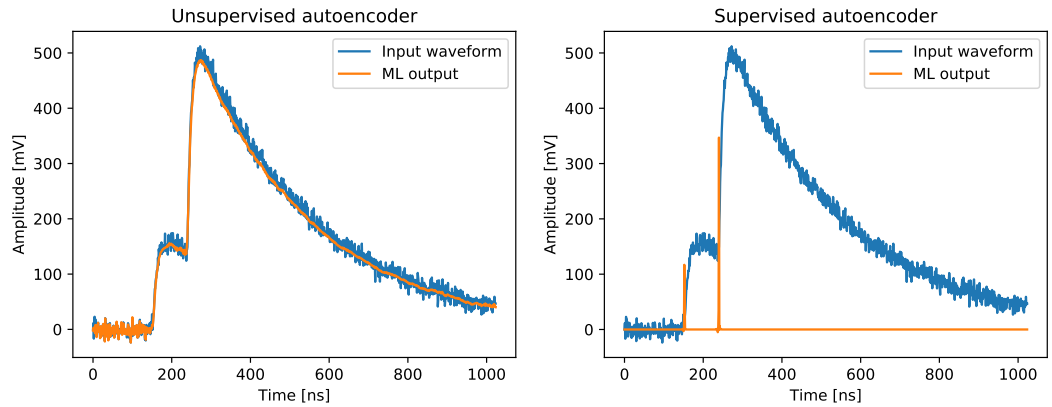 Unsupervised autoencoder
Input waveform
ML output
500
400
300
200
100
0
Amplitude [mV]
0 200 400 600 800 1000
Time [ns]
Supervised autoencoder
Input waveform
ML output
500
400
300
200
100
0
Amplitude [mV]
0 200 400 600 800 1000
Time [ns]